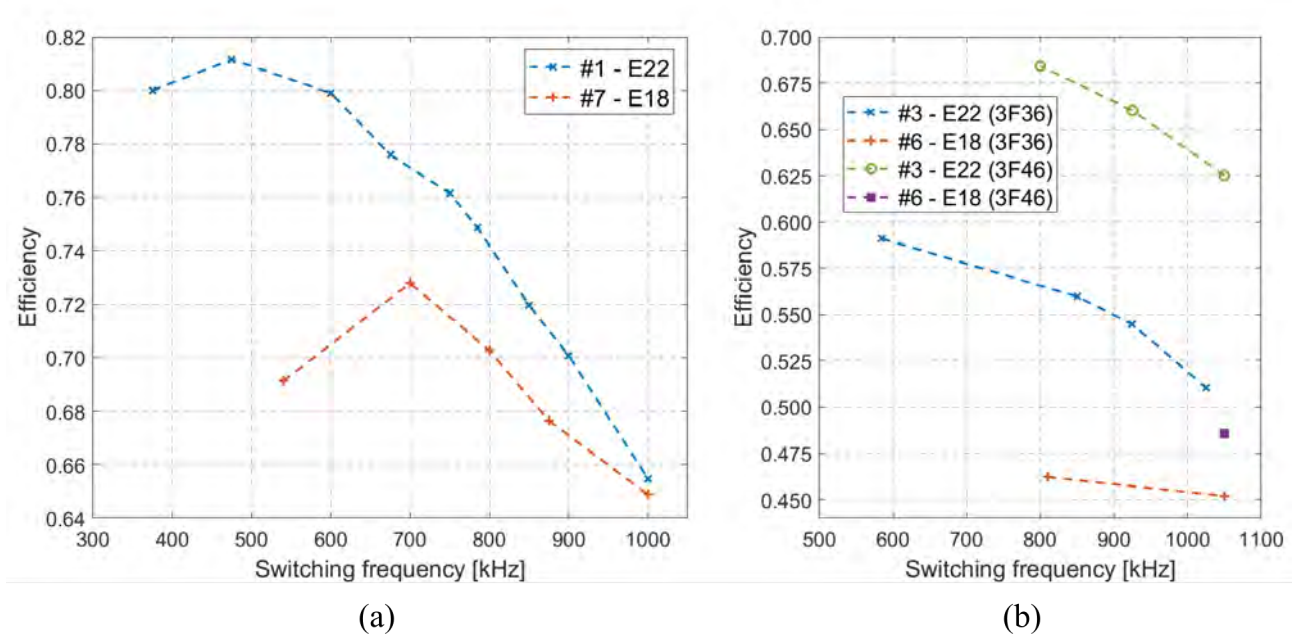 0.82
0.80
0.78
0.76
0.74
0.72
0.70
0.68
0.66
0.64
Efficiency
300 400 500 600 700 800 900 1000
Switching frequency [kHz]
#1 - E22
#7 - E18
(a)
0.700
0.675
0.650
0.625
0.600
0.575
0.550
0.525
0.500
0.475
0.450
Efficiency
500 600 700 800 900 1000 1100
Switching frequency [kHz]
#3 - E22 (3F36)
#6 - E18 (3F36)
#3 - E22 (3F46)
#6 - E18 (3F46)
(b)